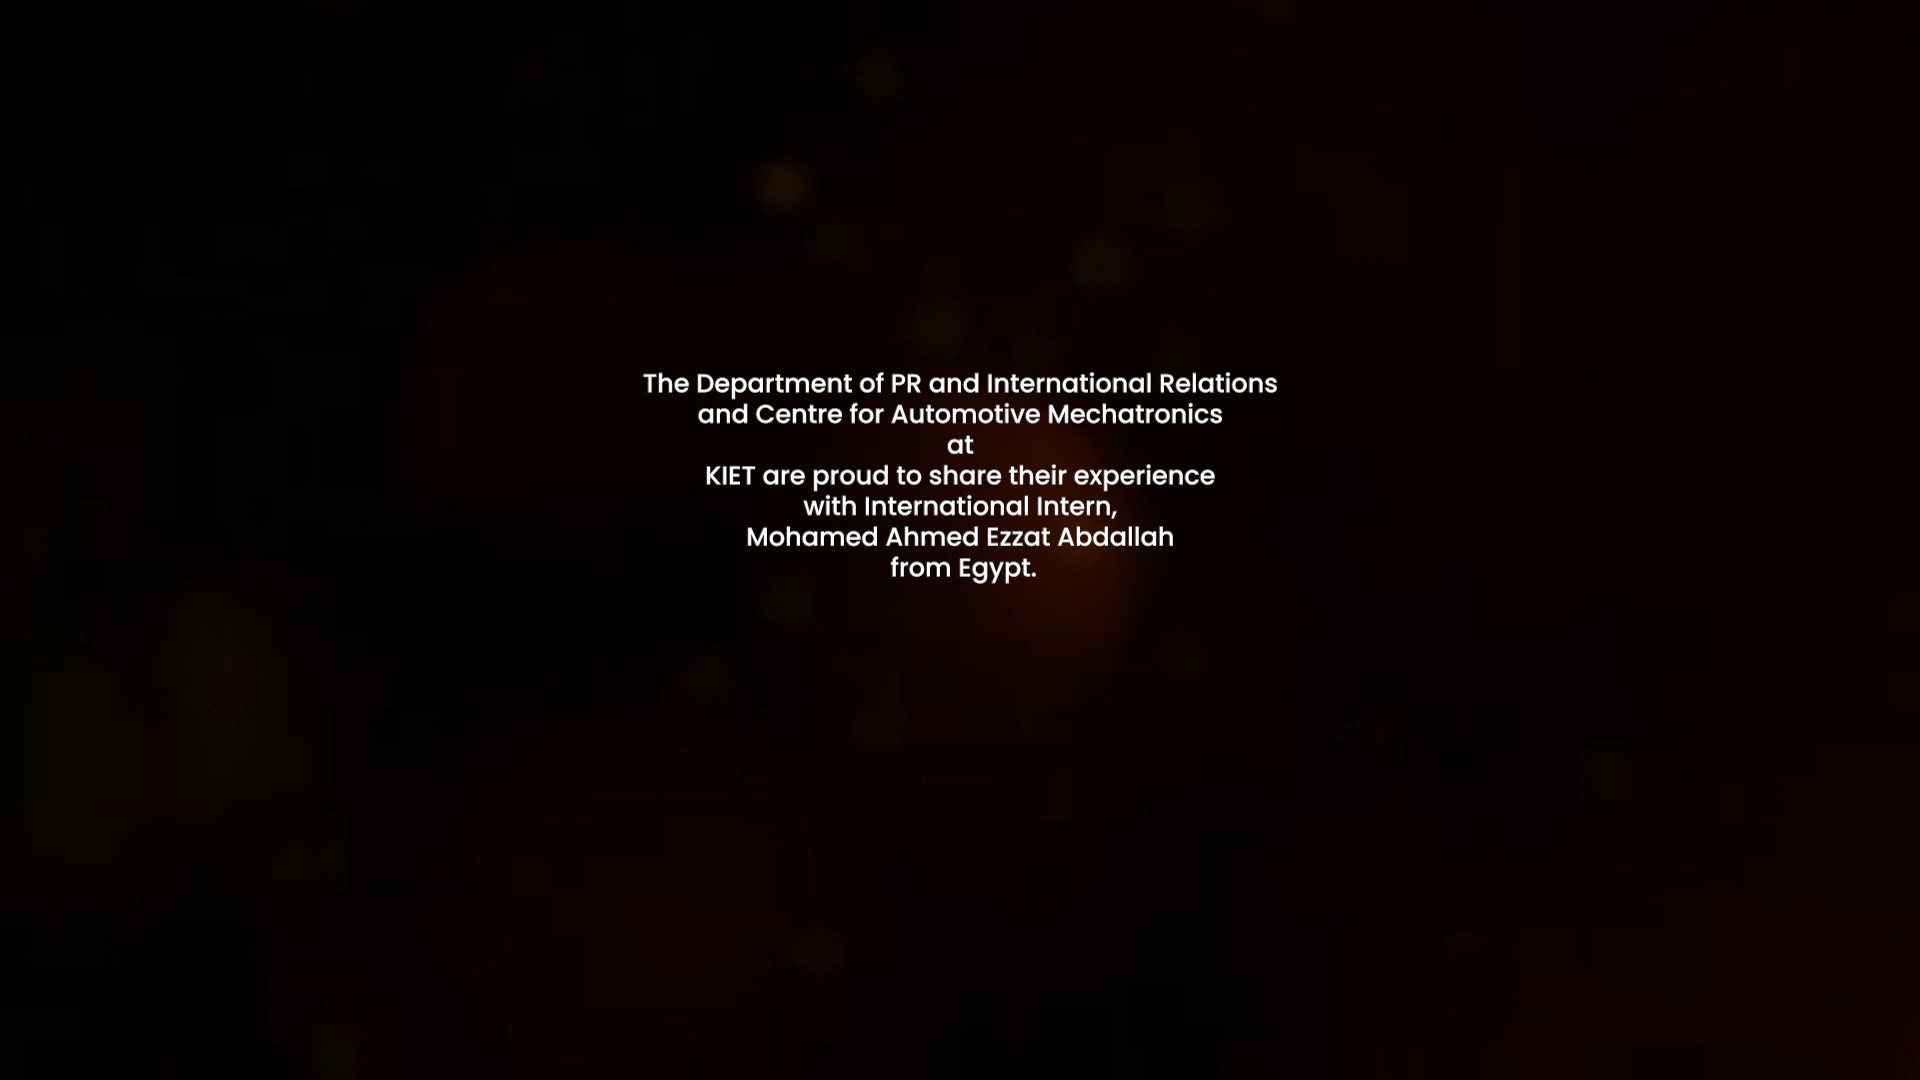 The Department of PR and International Relations
and Centre for Automotive Mechatronics
at
KIET are proud to share their experience
with International Intern,
Mohamed Ahmed Ezzat Abdallah
from Egypt.